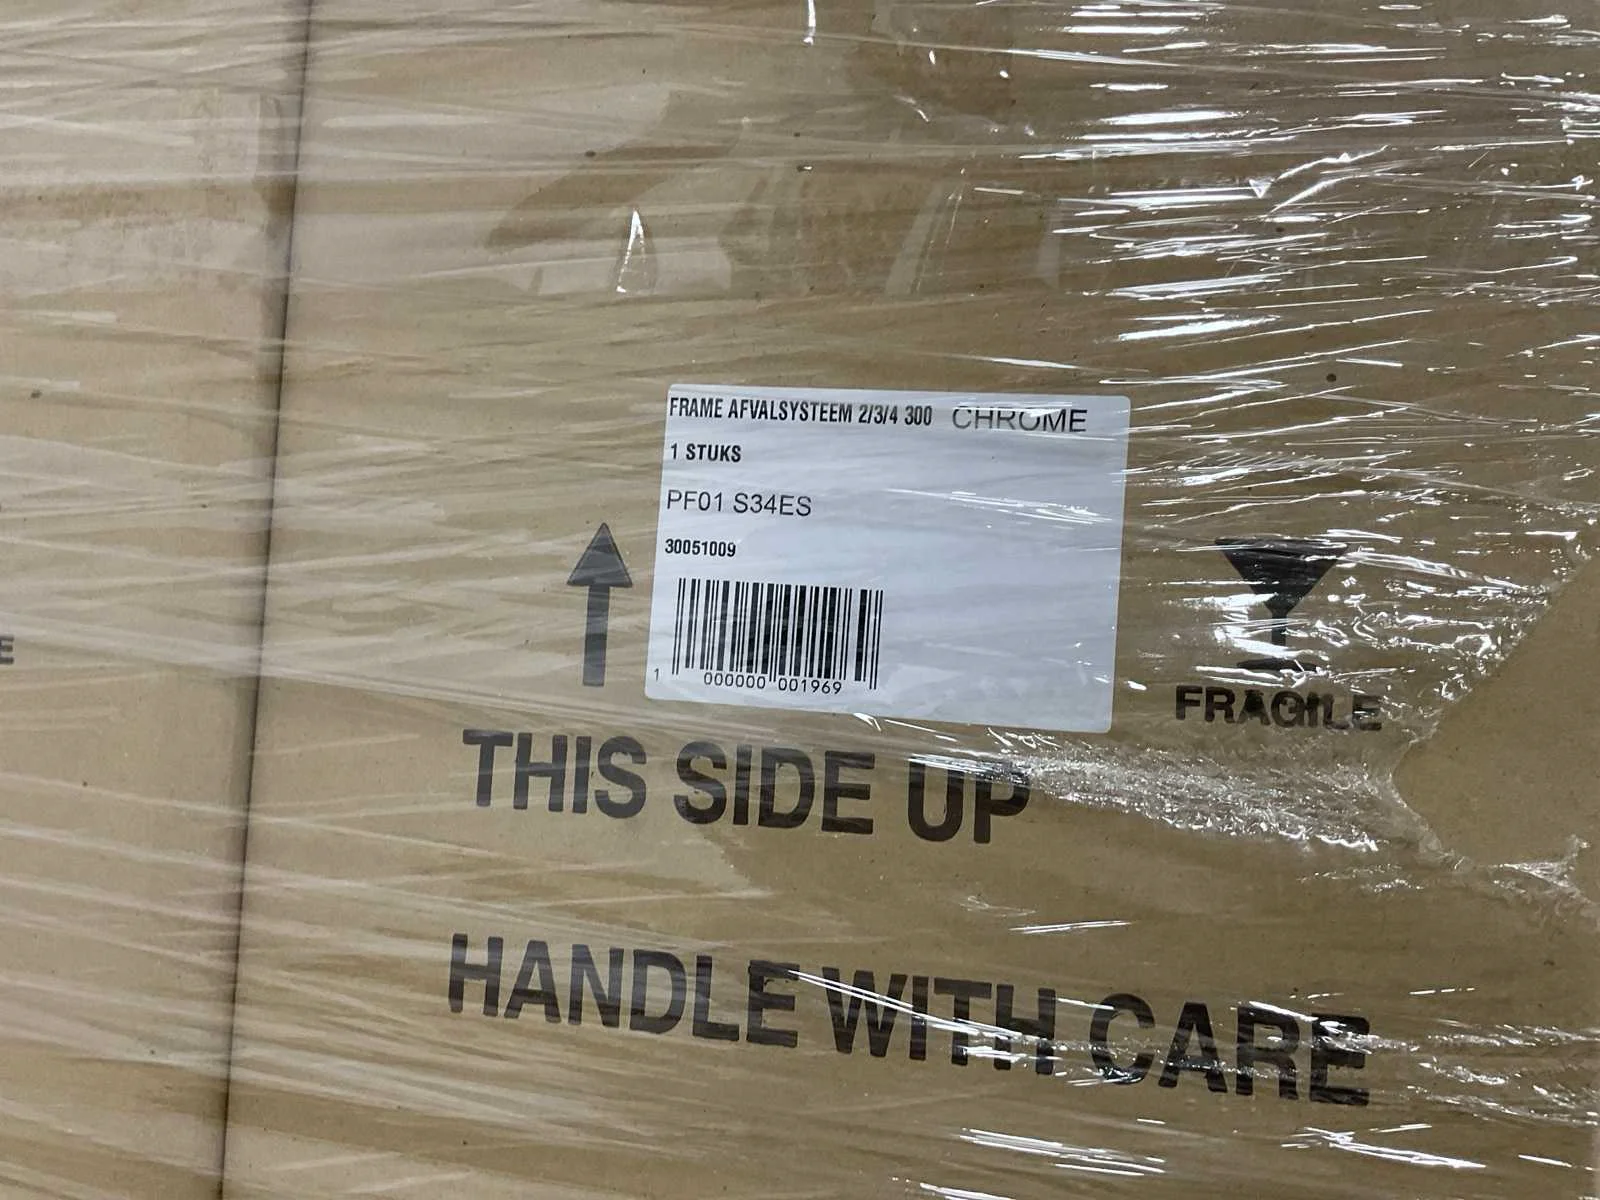 FRAME AFVALSYSTEEM 2/3/4 300 CHROME
1 STUKS
PF01 S34ES
30051009
1 000000 001969
FRAGILE
THIS SIDE UP
HANDLE WITH CARE
E